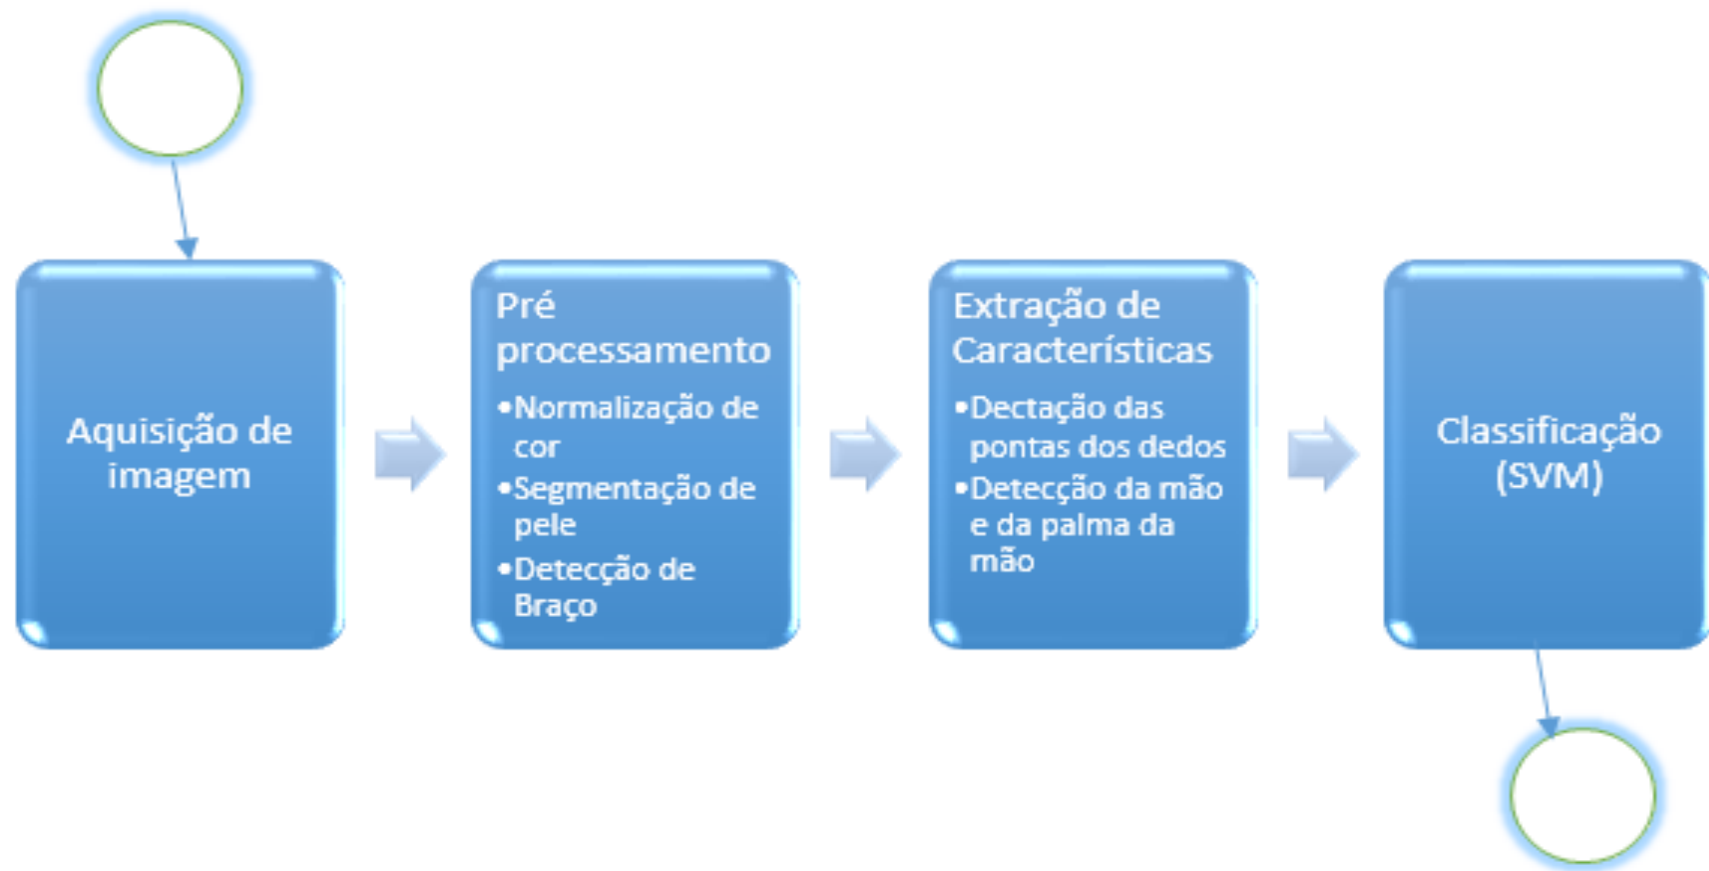 Aquisição de
imagem
Pré
processamento
•Normalização de
cor
•Segmentação de
pele
•Detecção de
Braço
Extração de
Características
•Dectação das
pontas dos dedos
•Detecção da mão
e da palma da
mão
Classificação
(SVM)